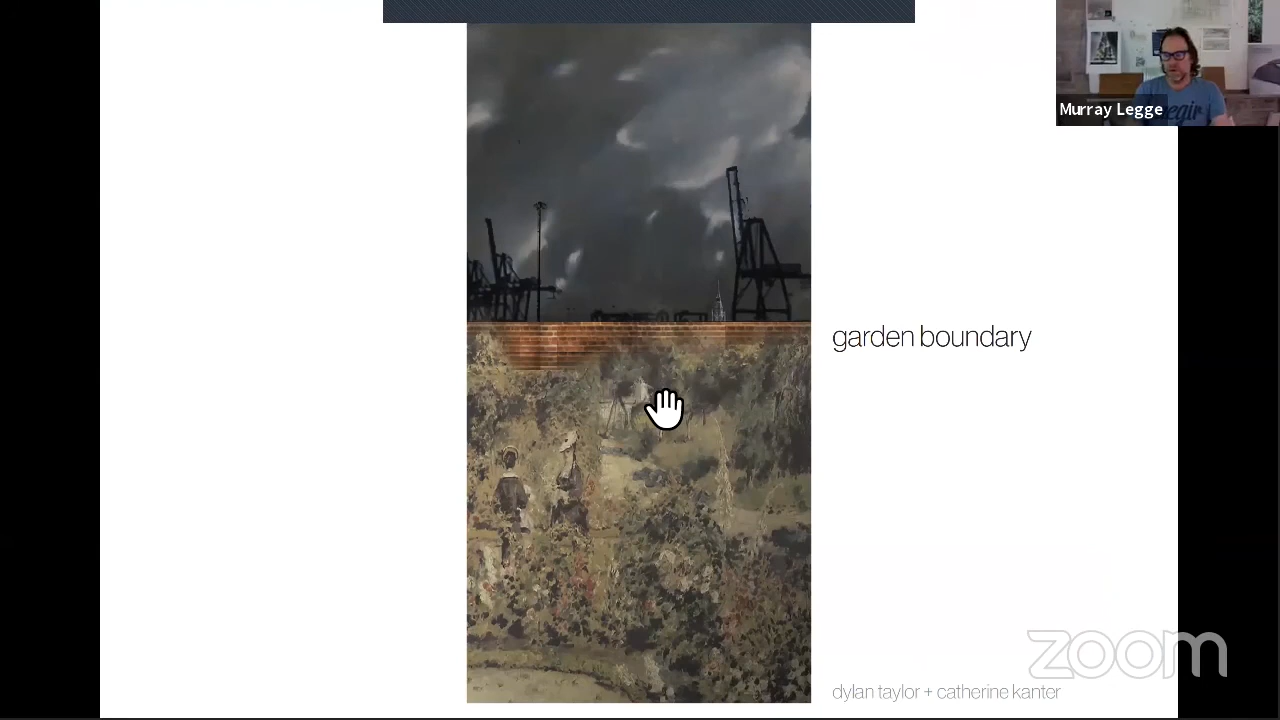 Murray Legge
garden boundary
zoom
dylan taylor + catherine kanter